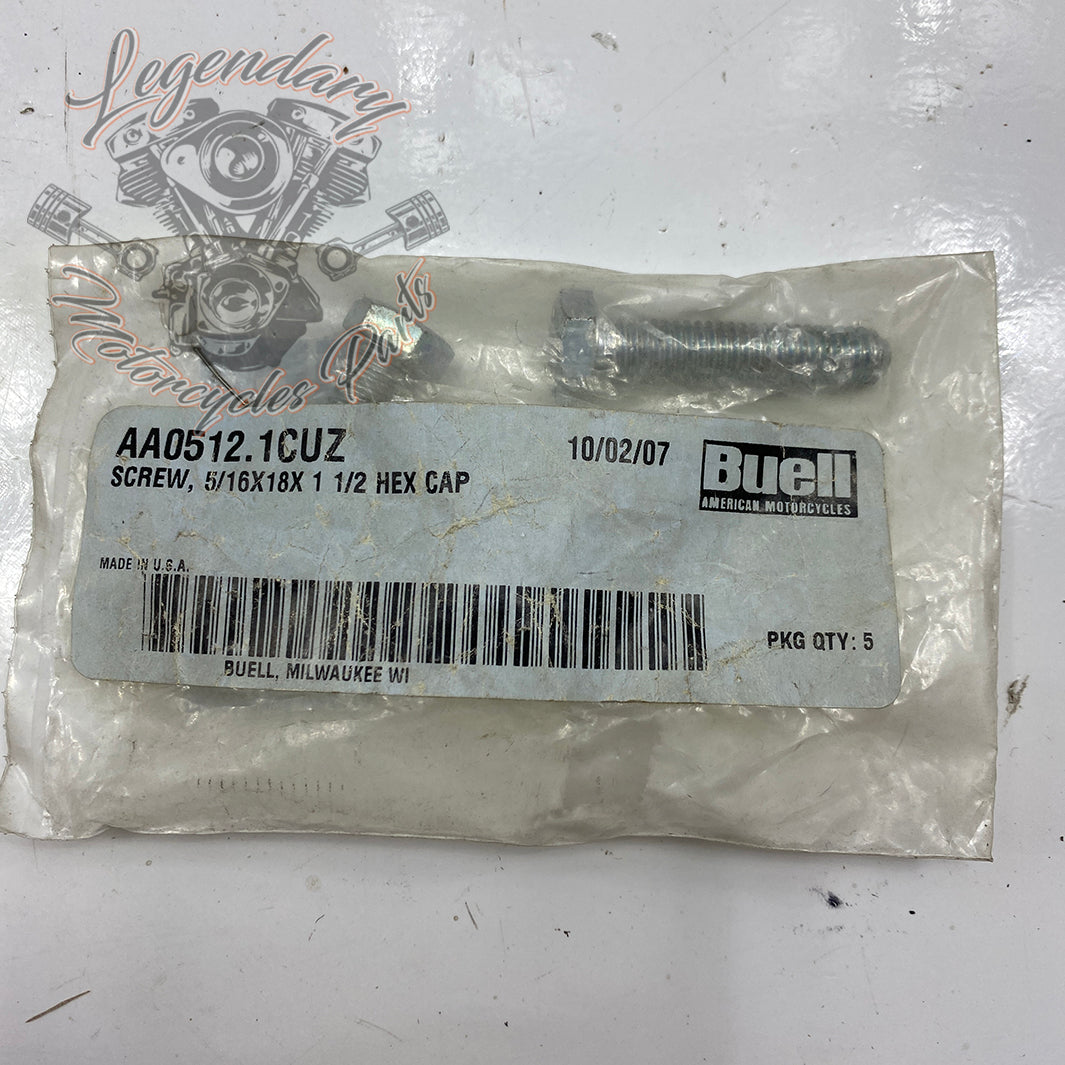 Legendary
Motorcycles Parts
AA0512.1CUZ
10/02/07
Buell
AMERICAN MOTORCYCLES
SCREW, 5/16X18X 1 1/2 HEX CAP
MADE IN U.S.A.
PKG QTY: 5
BUELL, MILWAUKEE WI